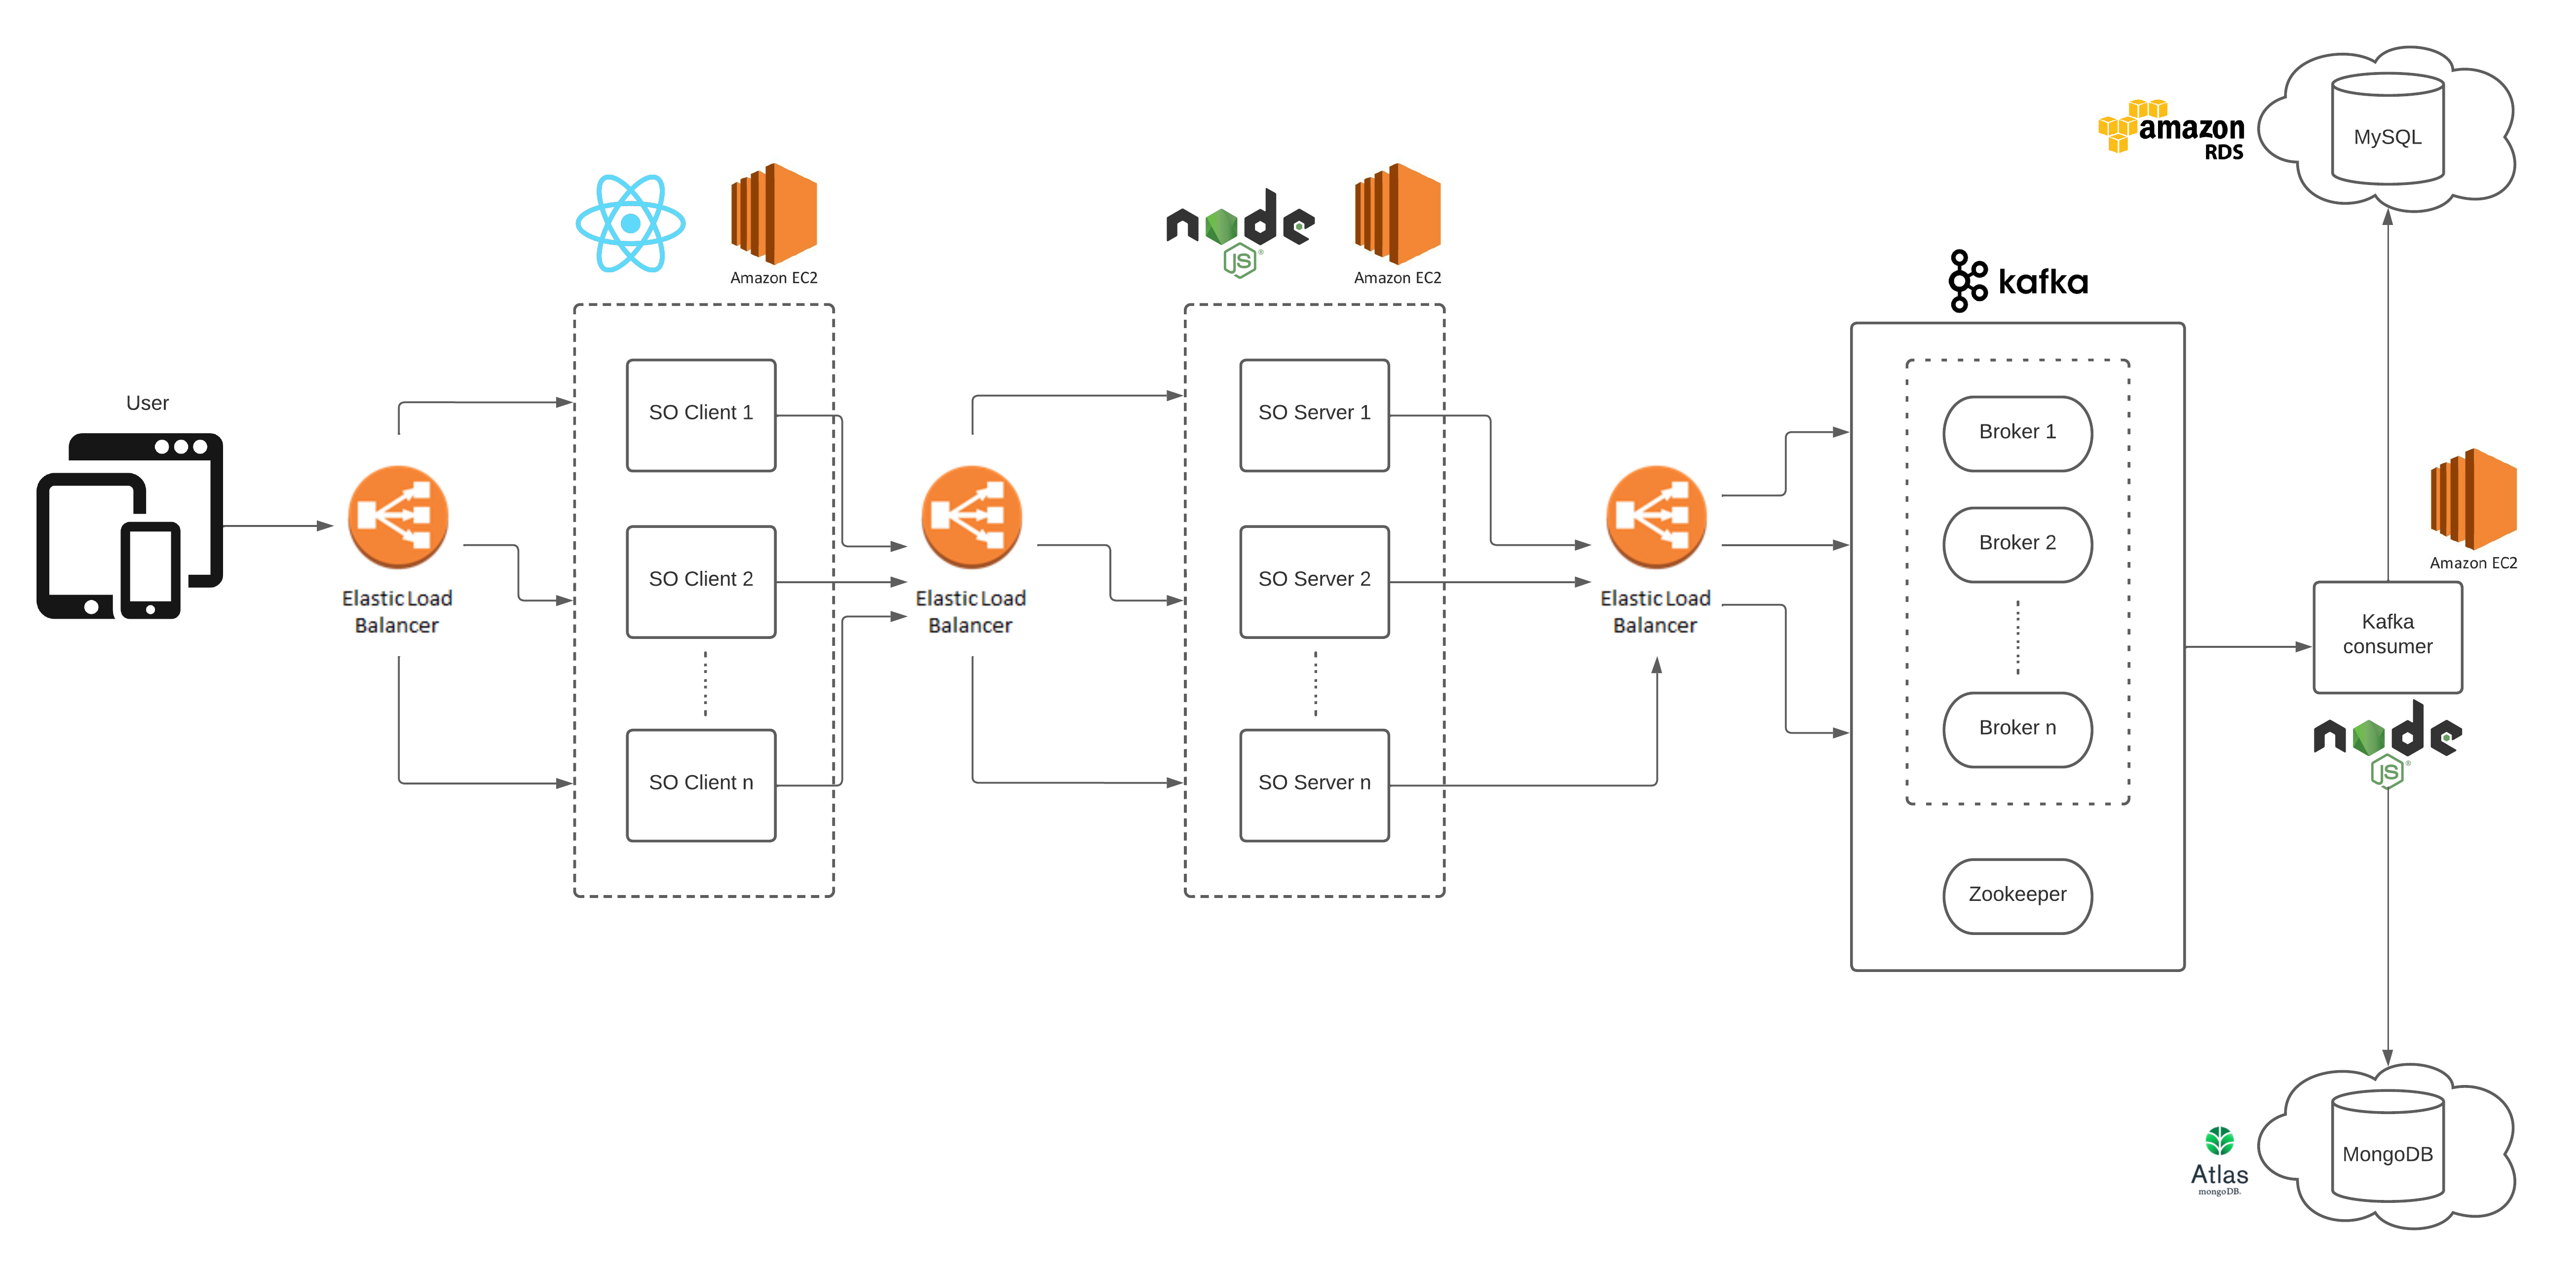 User
Elastic Load
Balancer
Amazon EC2
SO Client 1
SO Client 2
SO Client n
Elastic Load
Balancer
node
JS
®
Amazon EC2
SO Server 1
SO Server 2
SO Server n
Elastic Load
Balancer
kafka
Broker 1
Broker 2
Broker n
Zookeeper
amazon
RDS
MySQL
Amazon EC2
Kafka
consumer
node
JS
®
Atlas
mongoDB.
MongoDB